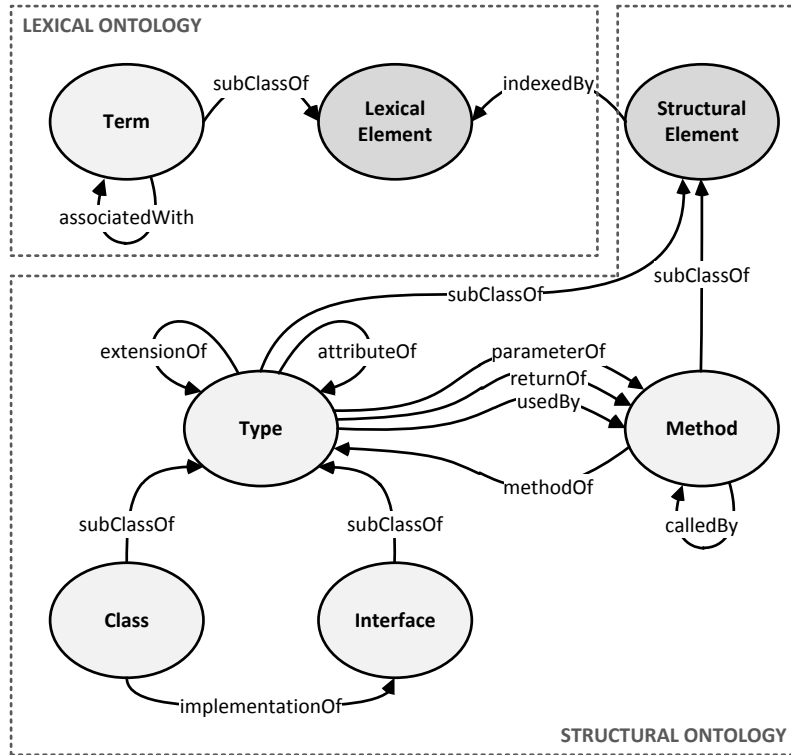 LEXICAL ONTOLOGY
subClassOf
indexedBy
Term
Lexical
Element
Structural
Element
associatedWith
subClassOf
subClassOf
extensionOf
attributeOf
parameterOf
returnOf
usedBy
Type
Method
methodOf
calledBy
subClassOf
subClassOf
Class
Interface
implementationOf
STRUCTURAL ONTOLOGY